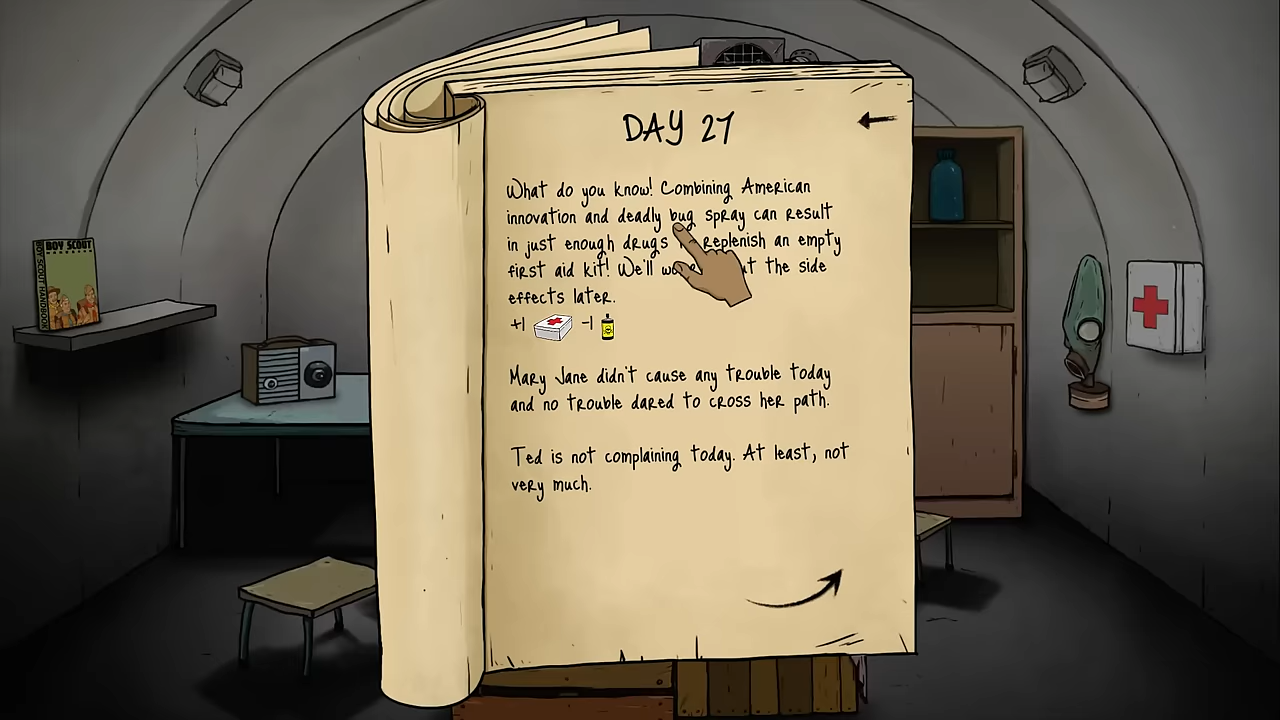 DAY 27
What do you know! Combining American
innovation and deadly bug spray can result
in just enough drugs replenish an empty
first aid kit! We'll the side
effects later.
+1 -1
Mary Jane didn't cause any trouble today
and no trouble dared to cross her path.
Ted is not complaining today. At least, not
very much.
BOY SCOUT
BOY SCOUT HANDBOOK